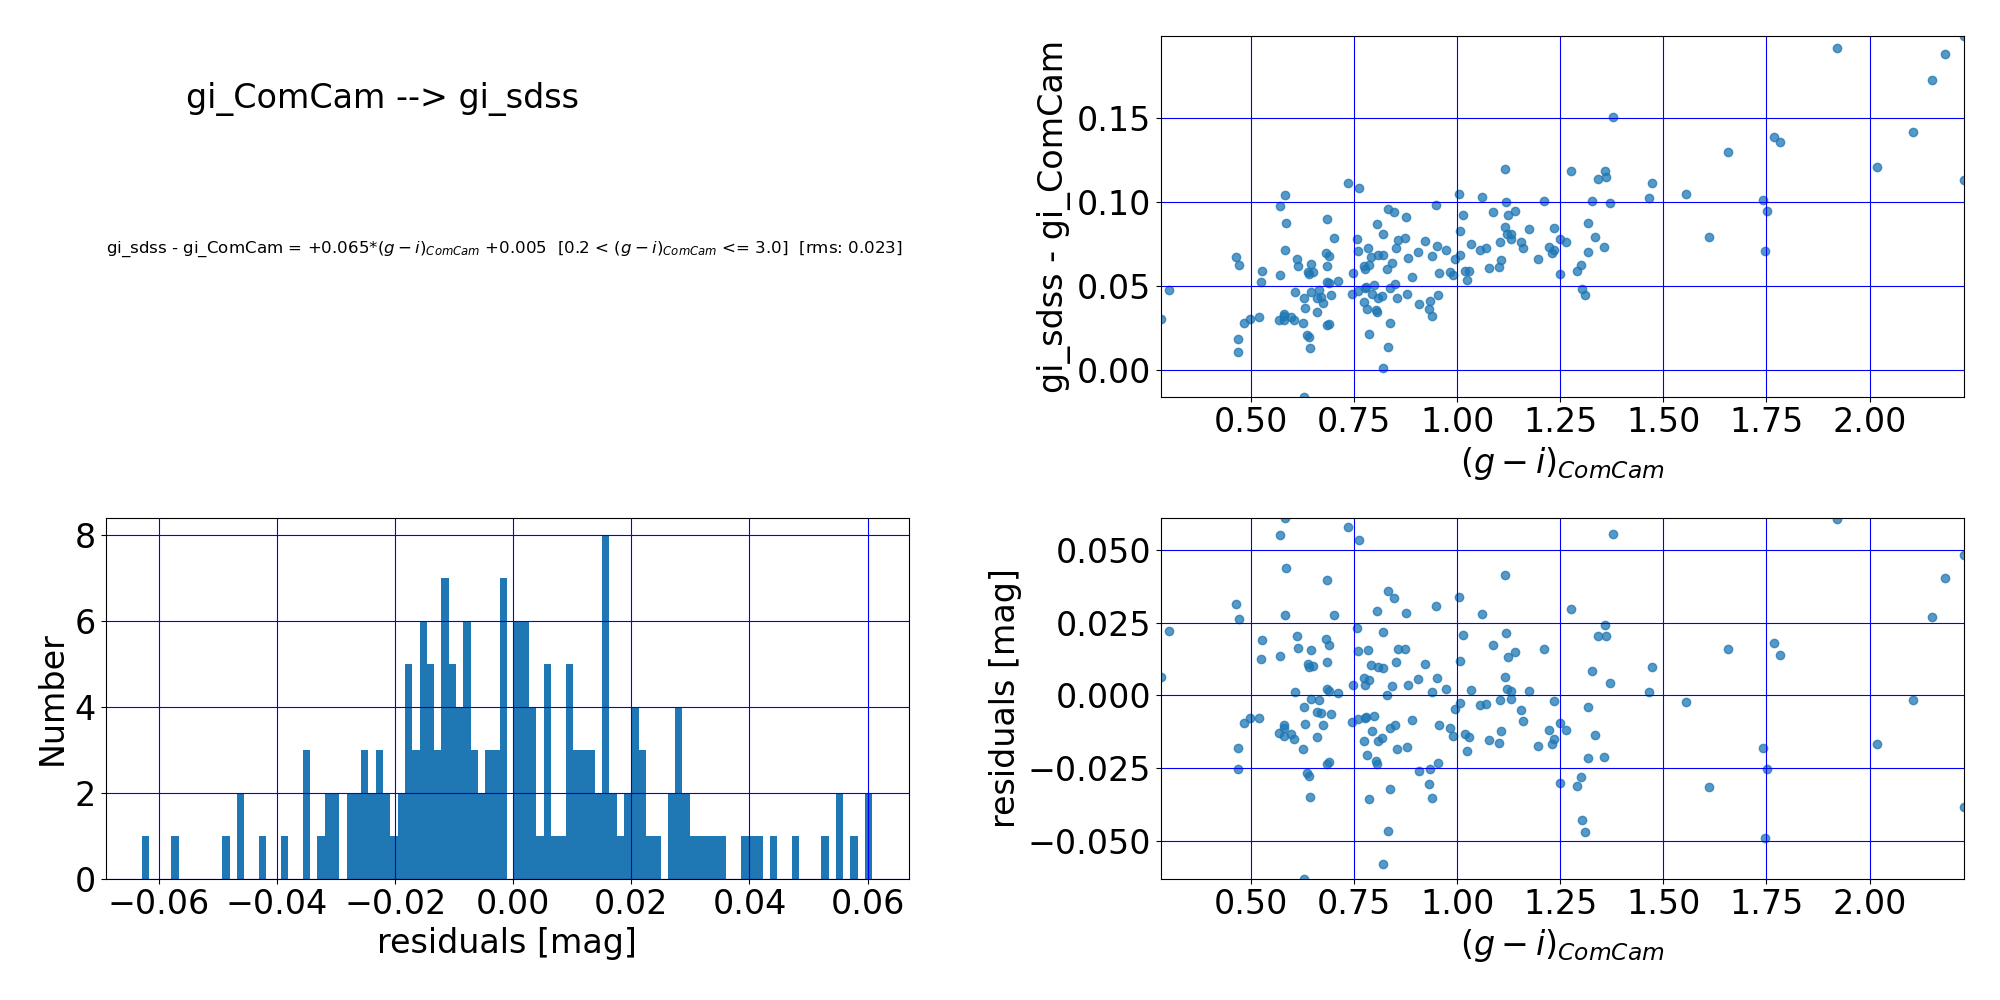 gi_ComCam --> gi_sdss
gi_sdss - gi_ComCam = +0.065*(g − i)ComCam +0.005 [0.2 < (g − i)ComCam <= 3.0] [rms: 0.023]
gi_sdss - gi_ComCam
0.15
0.10
0.05
0.00
0.50 0.75 1.00 1.25 1.50 1.75 2.00
(g − i)ComCam
Number
8
6
4
2
0
−0.06 −0.04 −0.02 0.00 0.02 0.04 0.06
residuals [mag]
residuals [mag]
0.050
0.025
0.000
−0.025
−0.050
0.50 0.75 1.00 1.25 1.50 1.75 2.00
(g − i)ComCam